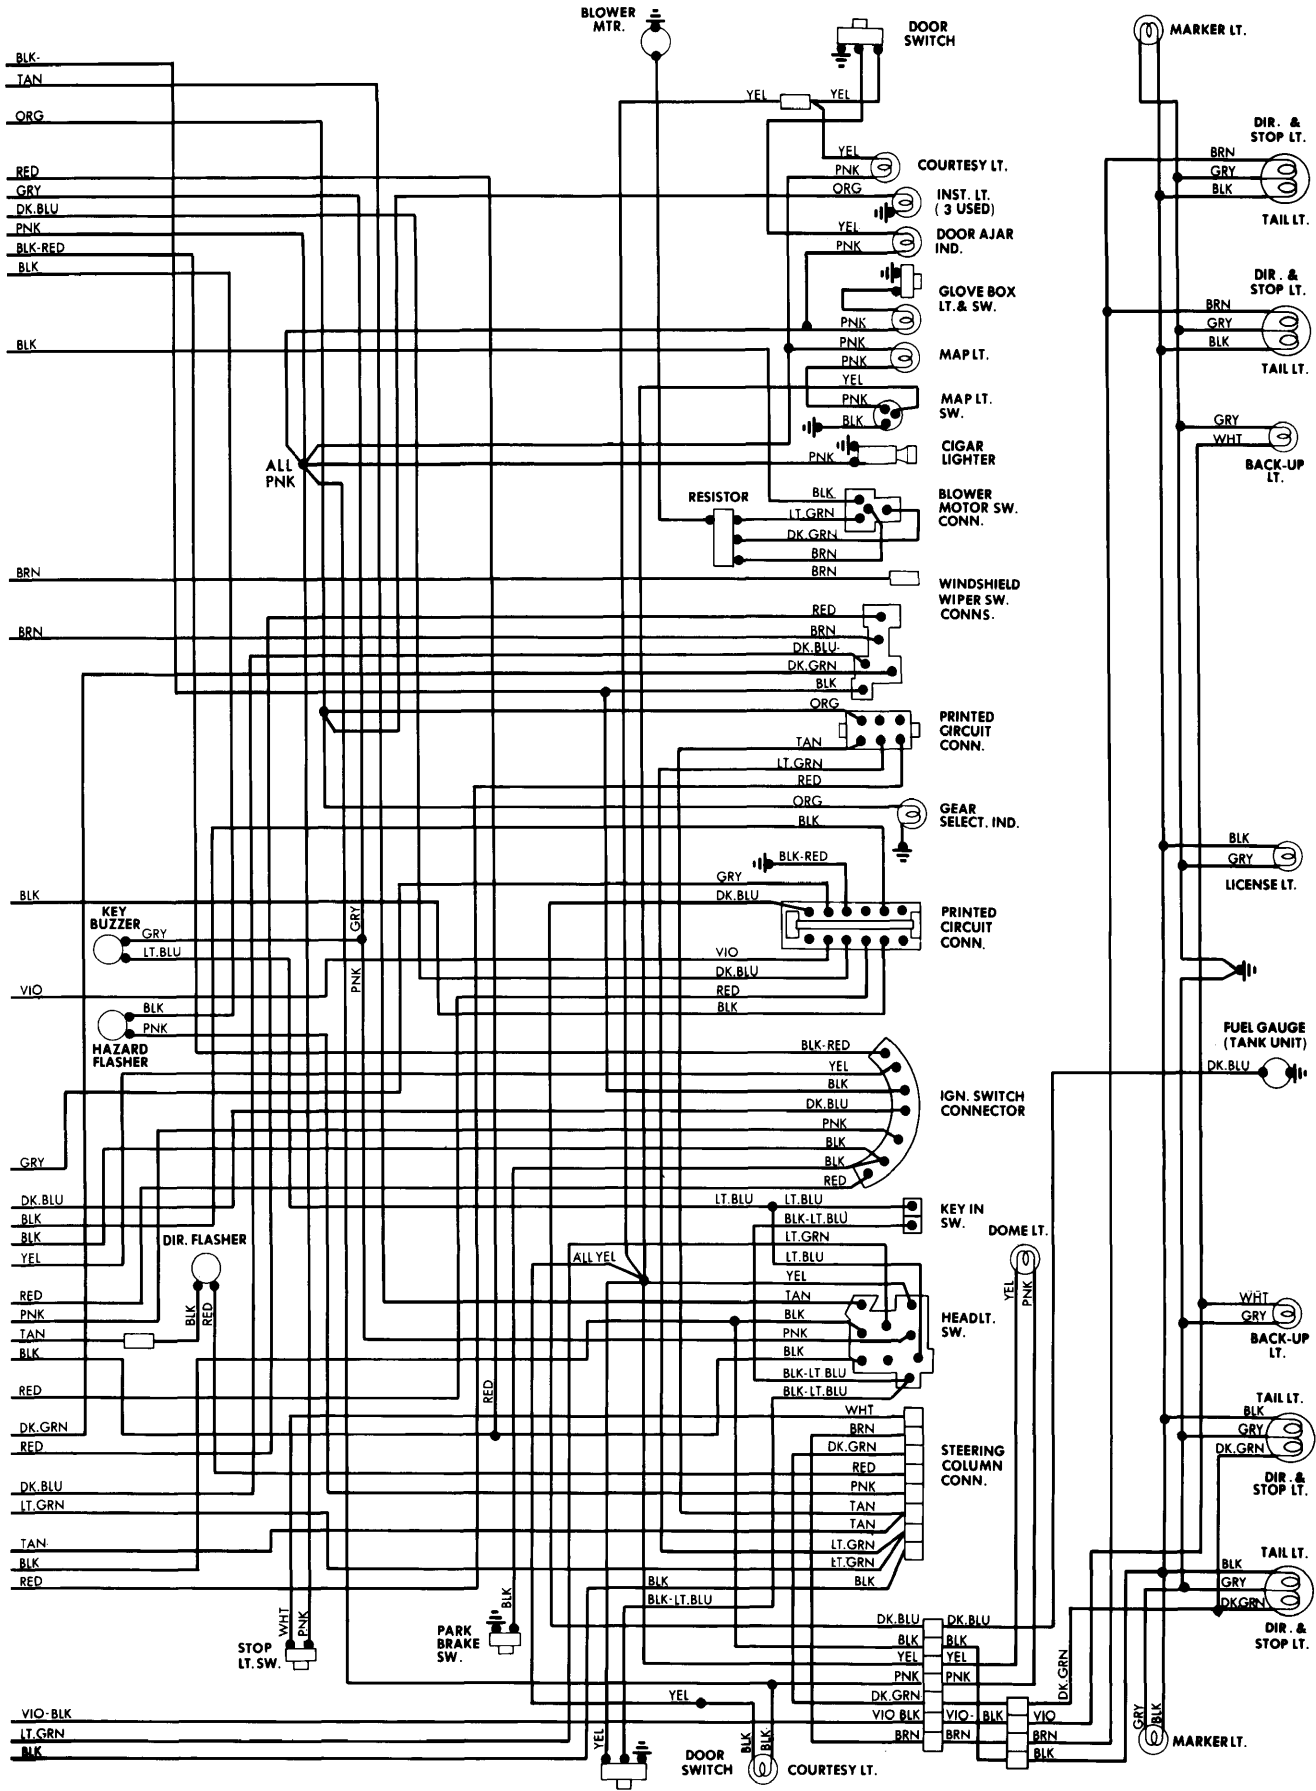 BLOWER
MTR.
DOOR
SWITCH
MARKER LT.
BLK-
TAN
YEL
YEL
ORG
DIR. &
STOP LT.
BRN
GRY
BLK
TAIL LT.
YEL
PNK
COURTESY LT.
RED
GRY
ORG
INST. LT.
( 3 USED)
DK.BLU
PNK
YEL
PNK
DOOR AJAR
IND.
BLK-RED
BLK
DIR. &
STOP LT.
GLOVE BOX
LT.& SW.
BRN
GRY
BLK
TAIL LT.
PNK
BLK
PNK
PNK
MAP LT.
YEL
PNK
BLK
MAP LT.
SW.
GRY
WHT
BACK-UP
LT.
ALL
PNK
PNK
CIGAR
LIGHTER
RESISTOR
BLK
LT.GRN
DK.GRN
BRN
BLOWER
MOTOR SW.
CONN.
BRN
BRN
WINDSHIELD
WIPER SW.
CONNS.
RED
BRN
BRN
DK.BLU-
DK.GRN
BLK
ORG
TAN
LT.GRN
RED
PRINTED
CIRCUIT
CONN.
ORG
BLK
GEAR
SELECT. IND.
BLK
GRY
LICENSE LT.
BLK-RED
GRY
DK.BLU
BLK
KEY
BUZZER
GRY
LT.BLU
GRY
PNK
PRINTED
CIRCUIT
CONN.
VIO
DK.BLU
RED
BLK
VIO
BLK
PNK
HAZARD
FLASHER
FUEL GAUGE
(TANK UNIT)
DK.BLU
BLK-RED
YEL
BLK
DK.BLU
PNK
BLK
BLK
RED
IGN. SWITCH
CONNECTOR
GRY
DK.BLU
BLK
BLK
YEL
LT.BLU
LT.BLU
BLK-LT.BLU
KEY IN
SW.
DOME LT.
DIR. FLASHER
ALL YEL
LT.GRN
LT.BLU
YEL
YEL
PNK
RED
PNK
TAN
BLK
BLK
RED
TAN
BLK
PNK
BLK
BLK-LT BLU
BLK-LT.BLU
HEADLT.
SW.
WHT
GRY
BACK-UP
LT.
RED
RED
DK.GRN
RED
DK.BLU
LT.GRN
WHT
BRN
DK.GRN
RED
PNK
TAN
TAN
LT.GRN
LT.GRN
BLK
STEERING
COLUMN
CONN.
TAIL LT.
BLK
GRY
DK.GRN
DIR. &
STOP LT.
TAN
BLK
RED
BLK
BLK-LT.BLU
TAIL LT.
BLK
GRY
DK.GRN
DIR. &
STOP LT.
WHT
PNK
STOP
LT.SW.
BLK
PARK
BRAKE
SW.
DK.BLU
DK.BLU
BLK
BLK
YEL
YEL
PNK
PNK
DK.GRN
DK.GRN
YEL
VIO-BLK
LT.GRN
BLK
VIO BLK
VIO-
BLK
VIO
BRN
BRN
BRN
BLK
YEL
DOOR
SWITCH
BLK
BLK
COURTESY LT.
GRY
BLK
MARKER LT.